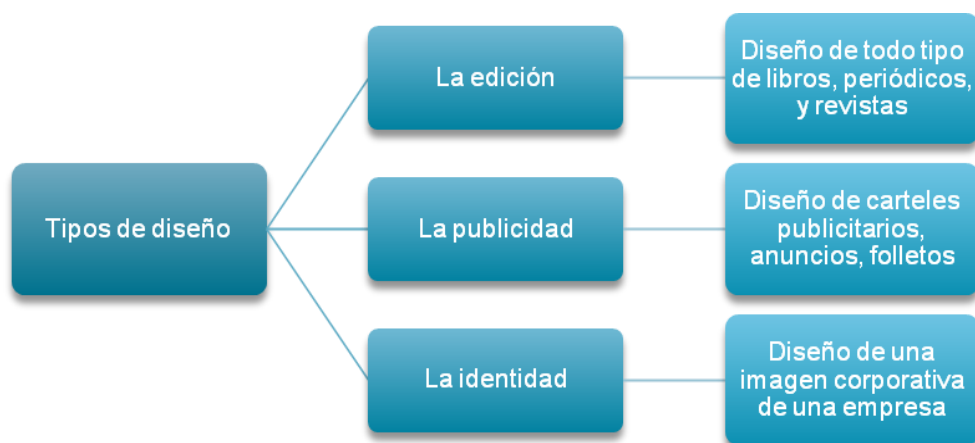 Tipos de diseño
La edición
Diseño de todo tipo
de libros, periódicos,
y revistas
La publicidad
Diseño de carteles
publicitarios,
anuncios, folletos
La identidad
Diseño de una
imagen corporativa
de una empresa